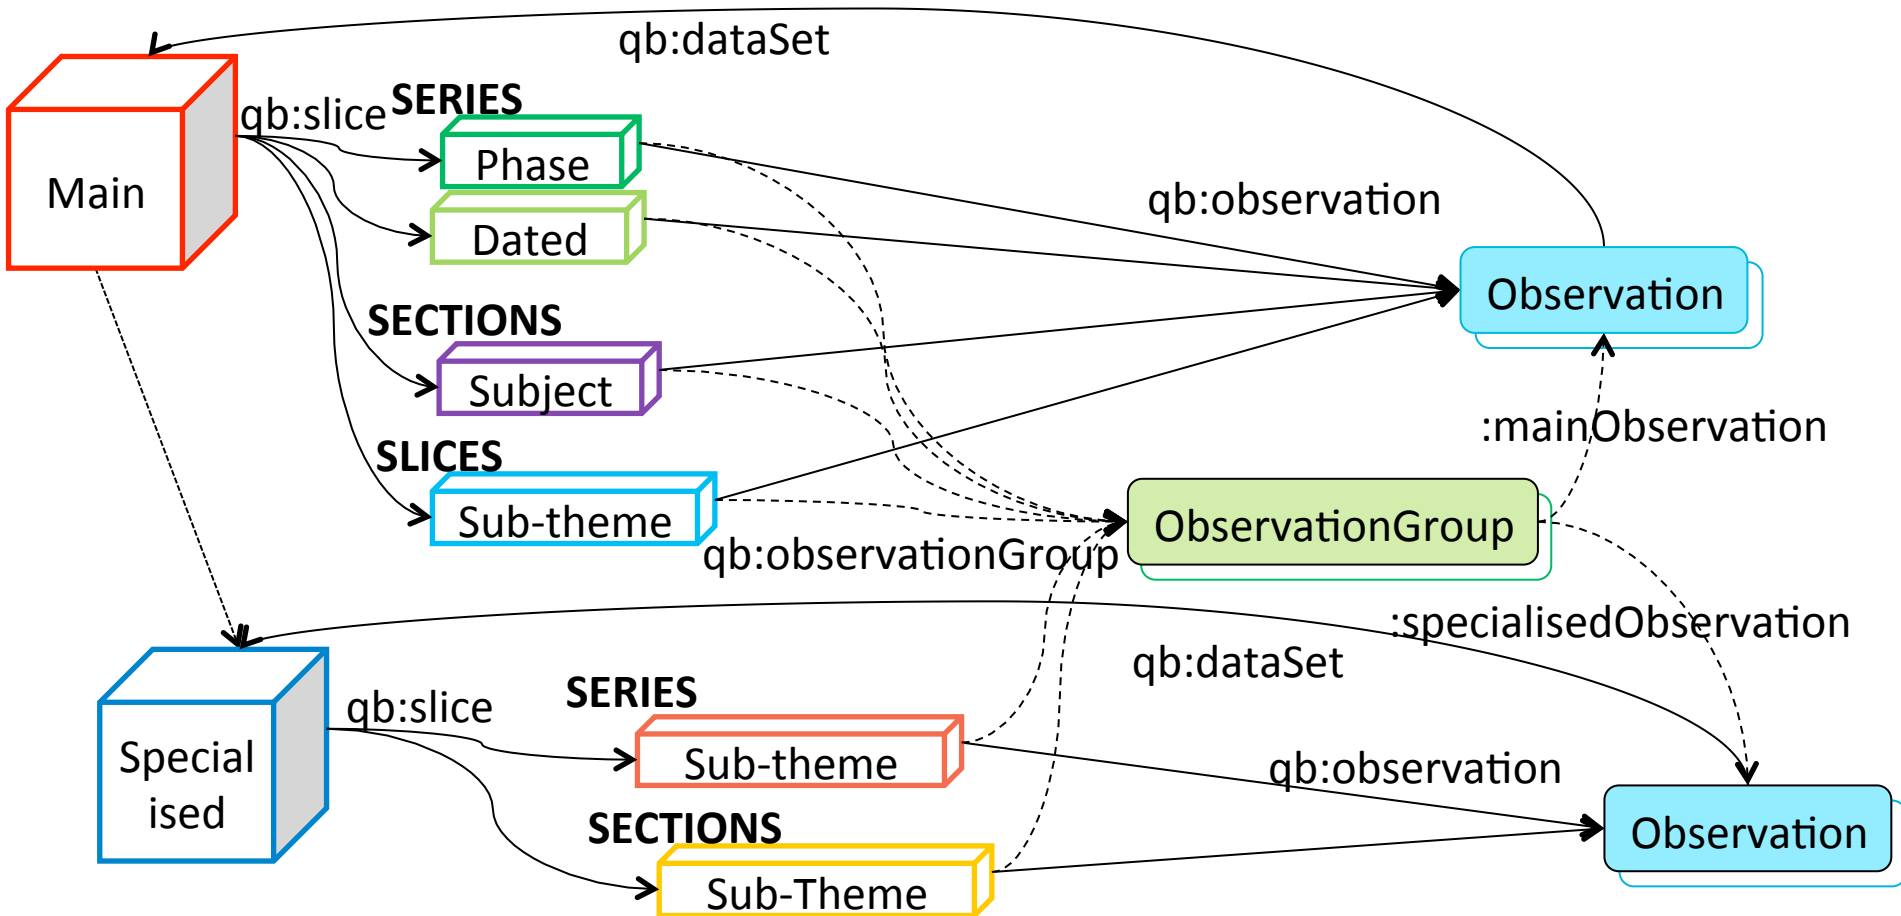 qb:dataSet
SERIES
qb:slice
Phase
Main
qb:observation
Dated
Observation
SECTIONS
Subject
:mainObservation
SLICES
Sub-theme
ObservationGroup
qb:observationGroup
:specialisedObservation
qb:dataSet
SERIES
qb:slice
Special
ised
Sub-theme
qb:observation
SECTIONS
Observation
Sub-Theme